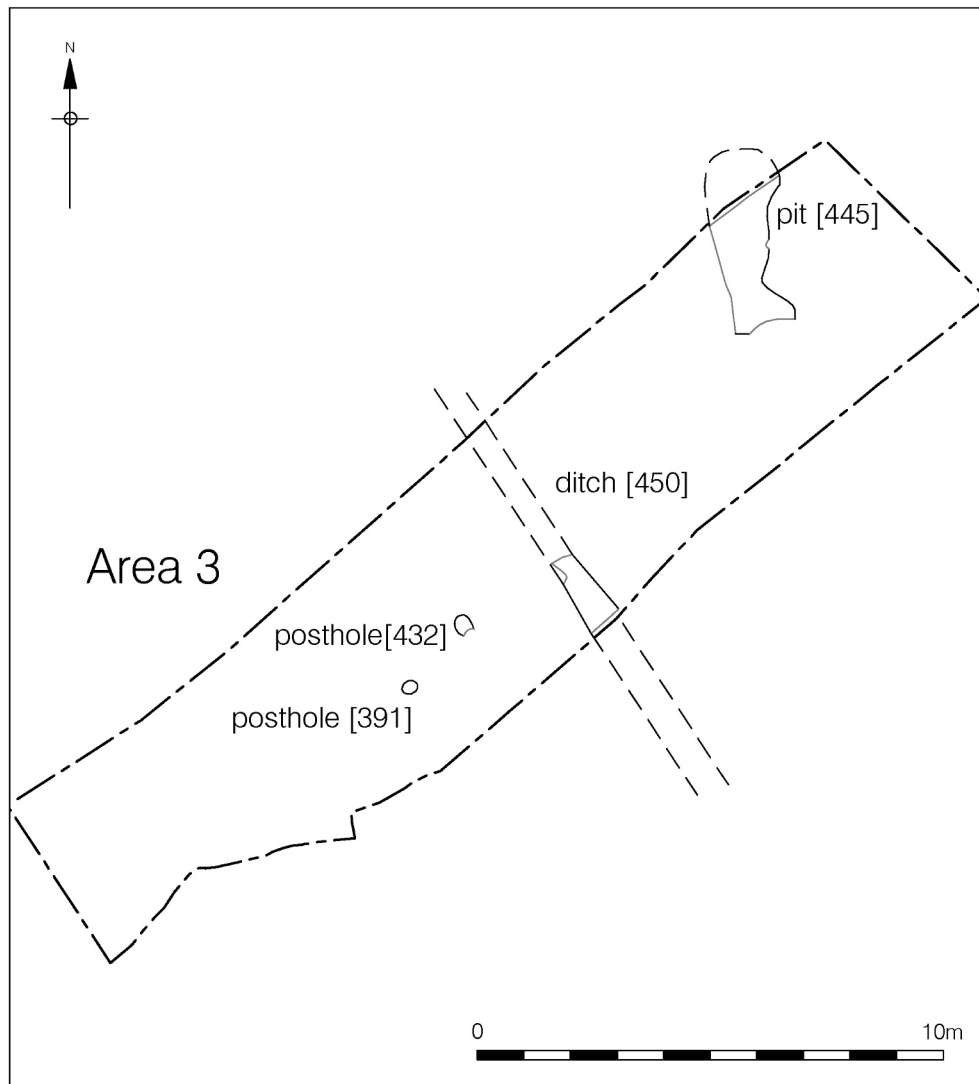 N
pit [445]
ditch [450]
Area 3
posthole[432]
posthole [391]
0 10m